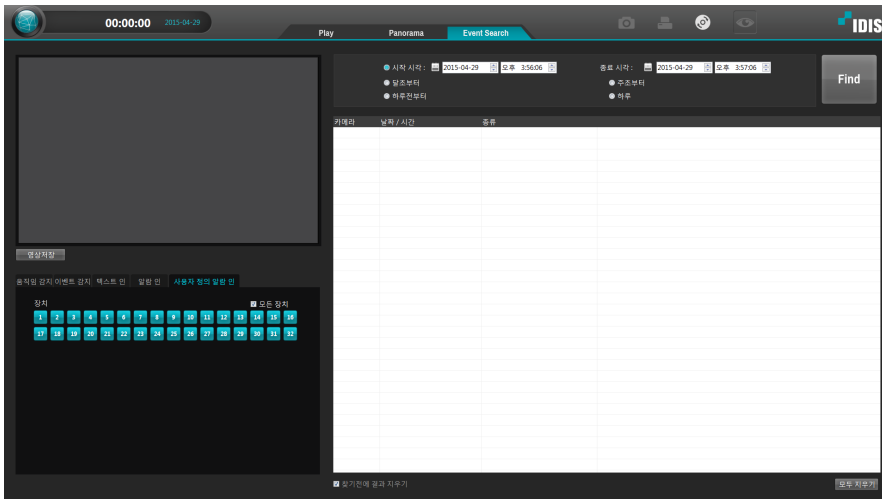 00:00:00 2015-04-29
Play Panorama Event Search
IDIS
시작 시각 : 2015-04-29 오후 3:56:06 종료 시각 : 2015-04-29 오후 3:57:06
달초부터 주초부터
하루전부터 하루
Find
카메라 날짜 / 시간 종류
영상저장
움직임 감지 이벤트 감지 텍스트 인 알람 인 사용자 정의 알람 인
장치 모든 장치
1 2 3 4 5 6 7 8 9 10 11 12 13 14 15 16
17 18 19 20 21 22 23 24 25 26 27 28 29 30 31 32
찾기전에 결과 지우기 모두 지우기